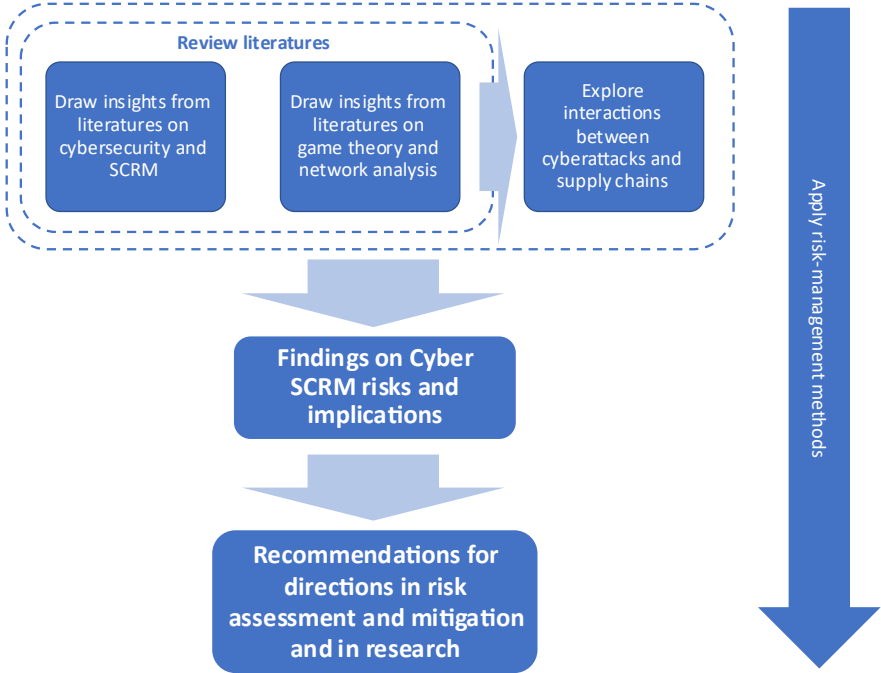 Review literatures
Draw insights from
literatures on
cybersecurity and
SCRM
Draw insights from
literatures on
game theory and
network analysis
Explore
interactions
between
cyberattacks and
supply chains
Findings on Cyber
SCRM risks and
implications
Recommendations for
directions in risk
assessment and mitigation
and in research
Apply risk-management methods